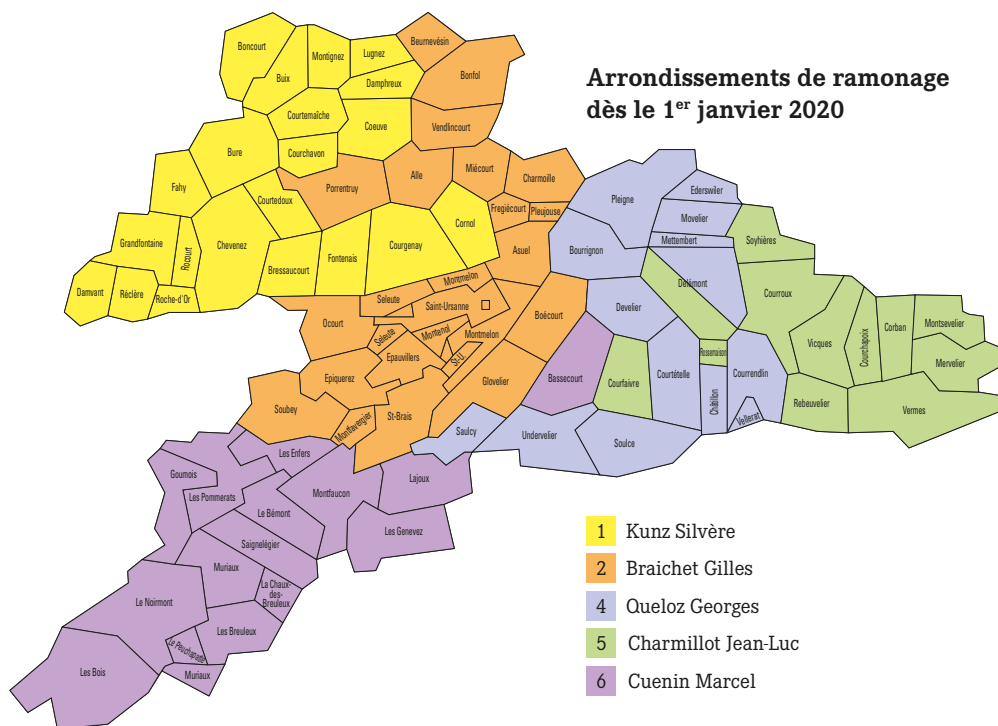 Arrondissements de ramonage
dès le 1er janvier 2020
Boncourt
Buix
Montignez
Lugnez
Damphreux
Beurnevésin
Bonfol
Courtemaîche
Coeuve
Vendlincourt
Bure
Courchavon
Fahy
Porrentruy
Alle
Miécourt
Charmoille
Courtedoux
Fregiécourt
Pleujouse
Cornol
Grandfontaine
Rocourt
Chevenez
Bressaucourt
Fontenais
Courgenay
Asuel
Damvant
Réclère
Roche-d'Or
Pleigne
Ederswiler
Movelier
Mettembert
Bourrignon
Soyhières
Delémont
Develier
Courroux
Montmelon
Seleute
Saint-Ursanne
Ocourt
Seleute
Montenol
Montmelon
St-U.
Boécourt
Epauvillers
Epiquerez
Glovelier
Soubey
Montfavergier
St-Brais
Bassecourt
Courfaivre
Courtételle
Rossemaison
Châtillon
Courrendlin
Vellerat
Vicques
Courchapoix
Corban
Montsevelier
Mervelier
Rebeuvelier
Vermes
Saulcy
Undervelier
Soulce
Les Enfers
Goumois
Les Pommerats
Le Bémont
Montfaucon
Lajoux
Les Genevez
Saignelégier
Muriaux
La Chaux-
des-
Breuleux
Le Noirmont
Les Breuleux
Le Peuchapatte
Muriaux
Les Bois
1 Kunz Silvère
2 Braichet Gilles
4 Queloz Georges
5 Charmillot Jean-Luc
6 Cuenin Marcel